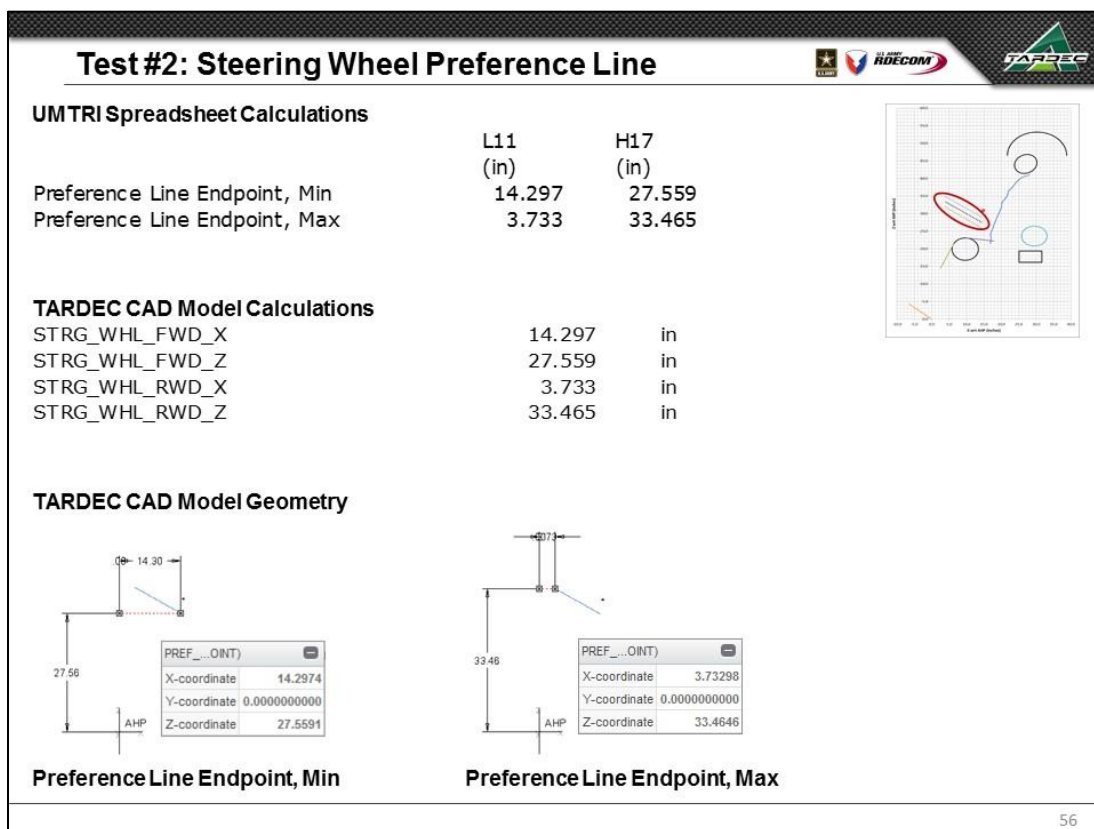 Test #2: Steering Wheel Preference Line
U.S. ARMY
U.S. ARMY RDECOM
TARDEC
UMTRI Spreadsheet Calculations
L11 H17
(in) (in)
Preference Line Endpoint, Min 14.297 27.559
Preference Line Endpoint, Max 3.733 33.465
TARDEC CAD Model Calculations
STRG_WHL_FWD_X 14.297 in
STRG_WHL_FWD_Z 27.559 in
STRG_WHL_RWD_X 3.733 in
STRG_WHL_RWD_Z 33.465 in
TARDEC CAD Model Geometry
14.30
27.56
AHP
PREF_...OINT)
X-coordinate 14.2974
Y-coordinate 0.0000000000
Z-coordinate 27.5591
33.46
AHP
PREF_...OINT)
X-coordinate 3.73298
Y-coordinate 0.0000000000
Z-coordinate 33.4646
Preference Line Endpoint, Min Preference Line Endpoint, Max
56